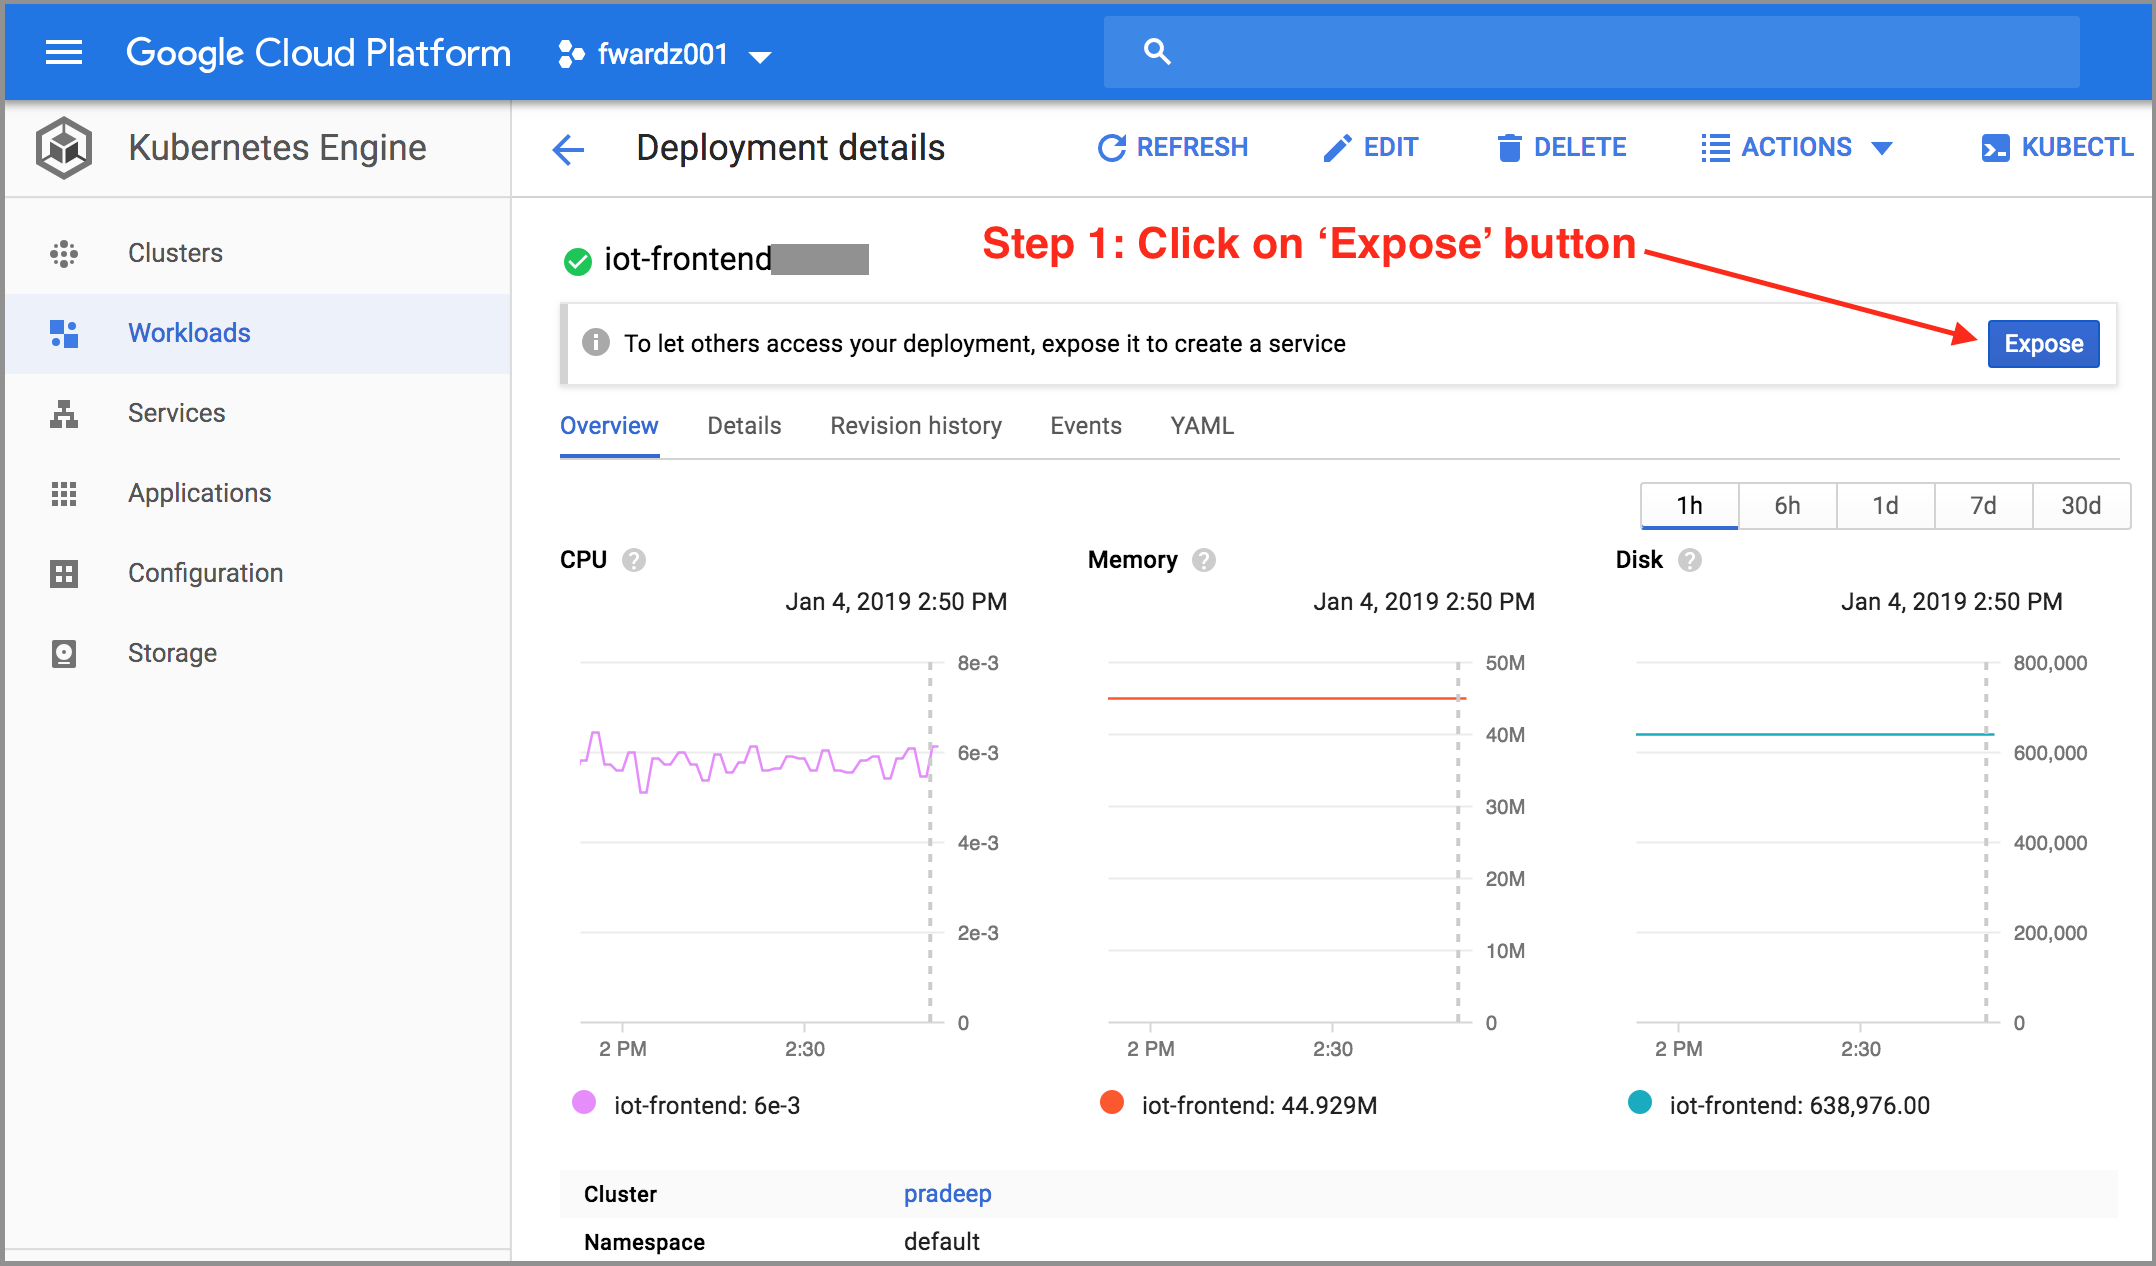 Google Cloud Platform fwardz001
Kubernetes Engine
Deployment details REFRESH EDIT DELETE ACTIONS KUBECTL
Clusters
Workloads
Services
Applications
Configuration
Storage
Step 1: Click on ‘Expose’ button
iot-frontend
To let others access your deployment, expose it to create a service Expose
Overview Details Revision history Events YAML
1h 6h 1d 7d 30d
CPU ?
Jan 4, 2019 2:50 PM
8e-3
6e-3
4e-3
2e-3
0
2 PM 2:30
iot-frontend: 6e-3
Memory ?
Jan 4, 2019 2:50 PM
50M
40M
30M
20M
10M
0
2 PM 2:30
iot-frontend: 44.929M
Disk ?
Jan 4, 2019 2:50 PM
800,000
600,000
400,000
200,000
0
2 PM 2:30
iot-frontend: 638,976.00
Cluster pradeep
Namespace default